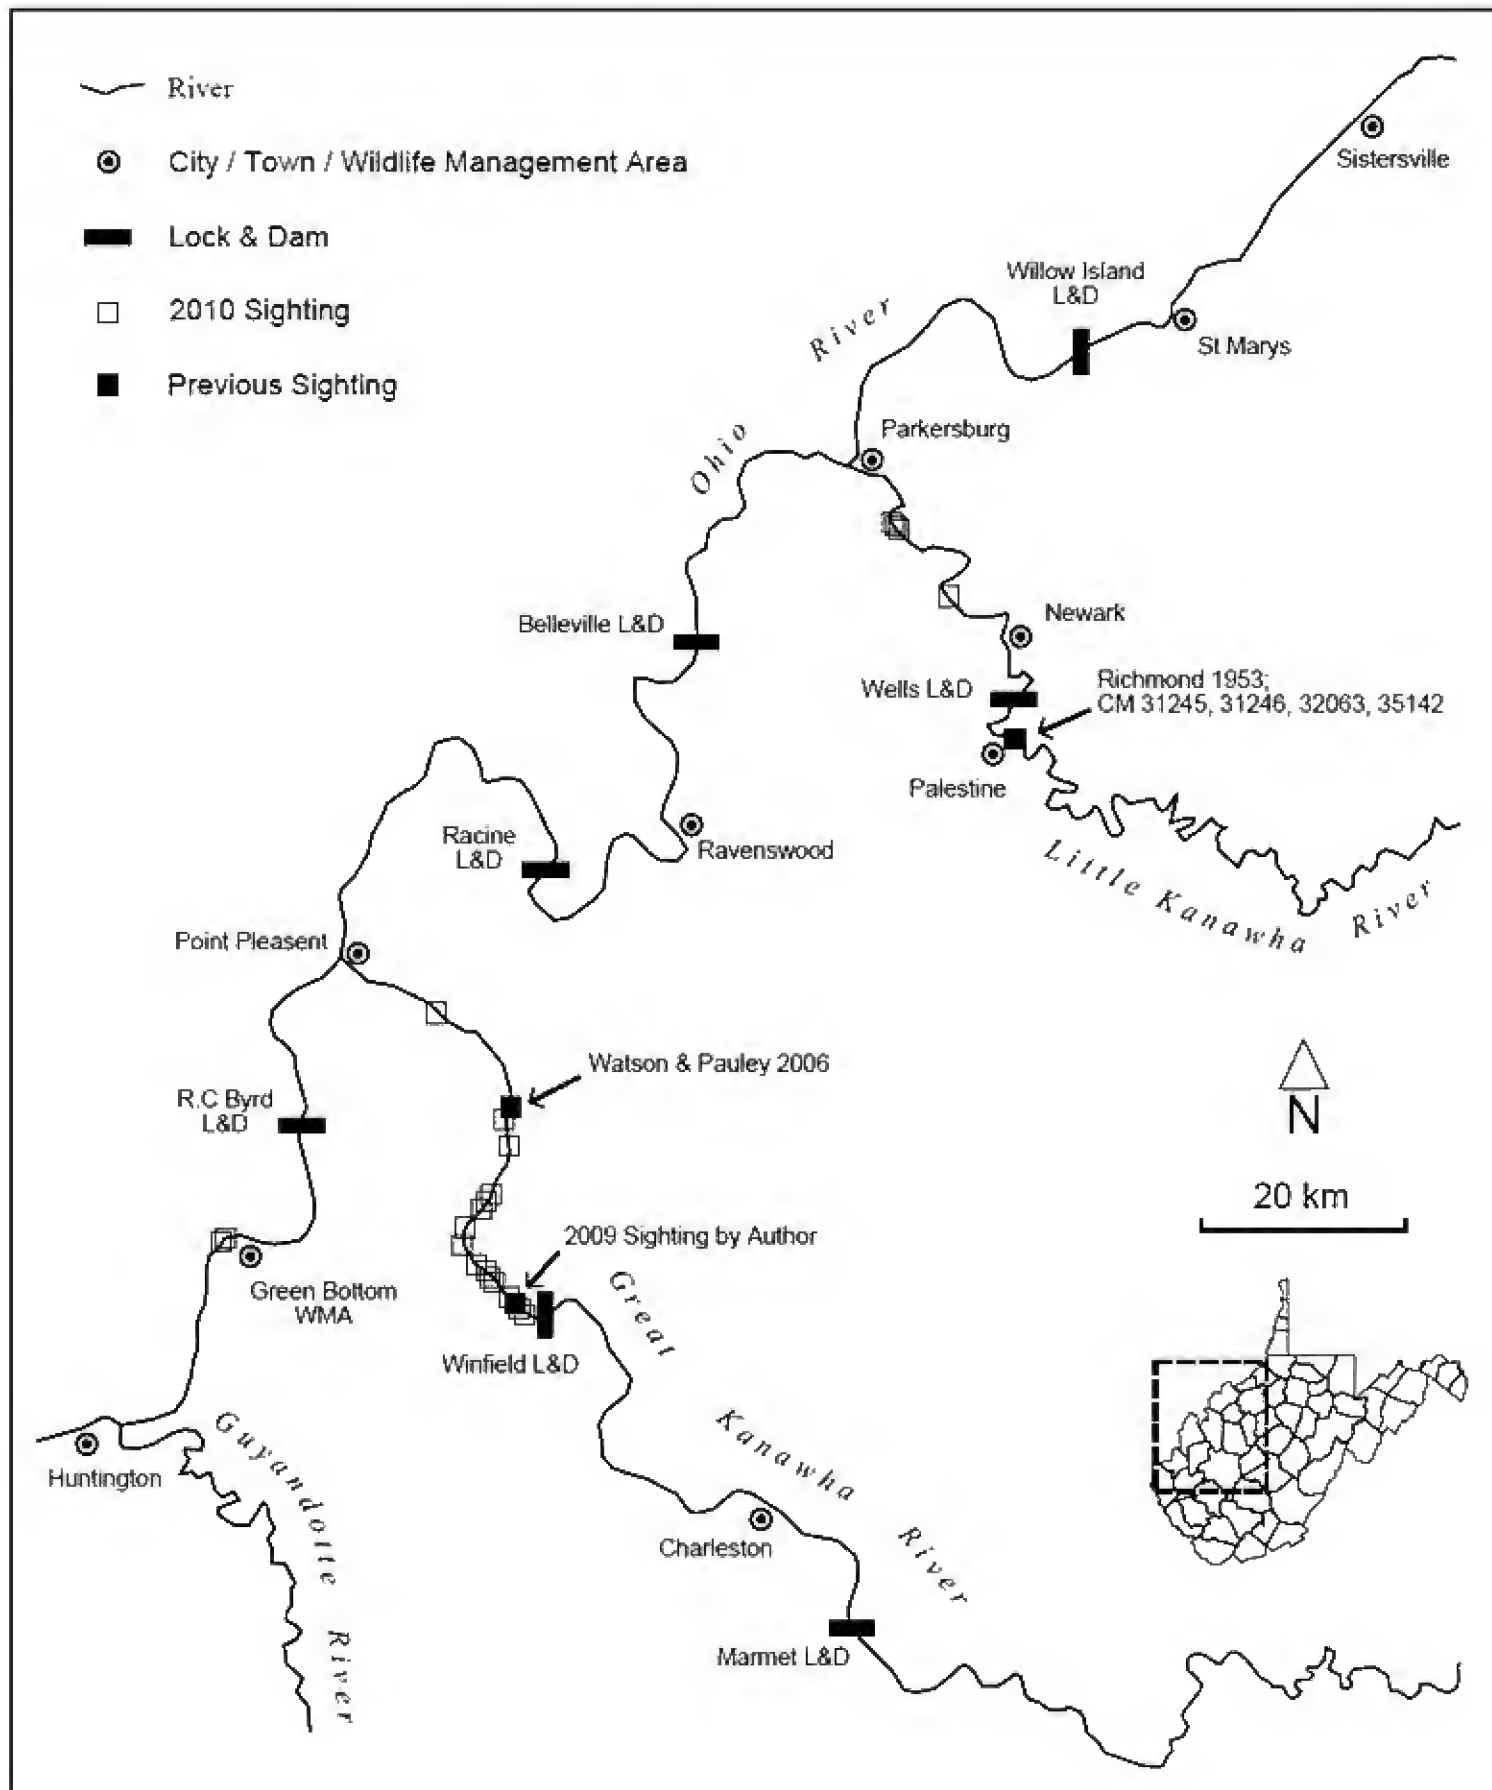 River
City / Town / Wildlife Management Area
Lock & Dam
2010 Sighting
Previous Sighting
Sistersville
Willow Island
L&D
St Marys
Ohio River
Parkersburg
Belleville L&D
Newark
Wells L&D
Richmond 1953;
CM 31245, 31246, 32063, 35142
Palestine
Racine
L&D
Ravenswood
Little Kanawha River
Point Pleasent
Watson & Pauley 2006
R.C Byrd
L&D
N
20 km
2009 Sighting by Author
Green Bottom
WMA
Winfield L&D
Great Kanawha River
Guyandotte River
Huntington
Charleston
Marmet L&D